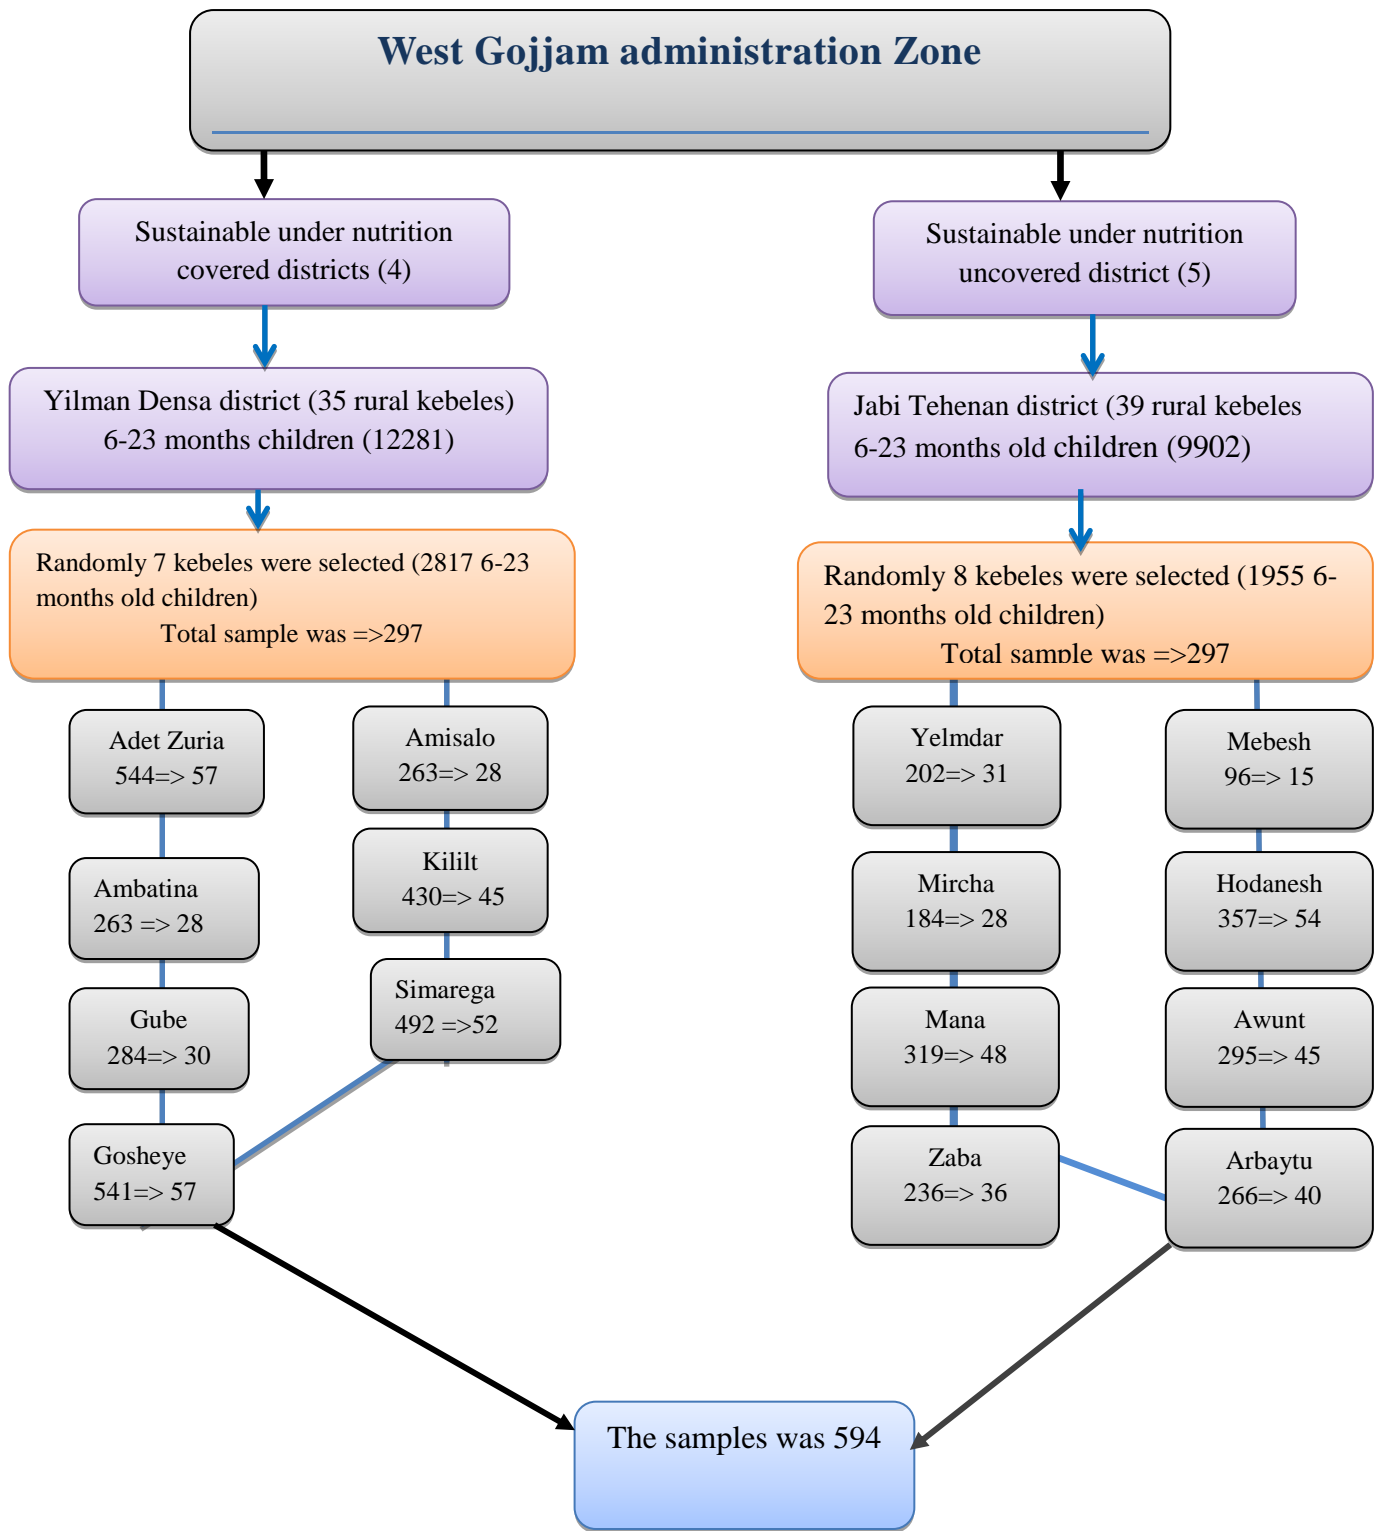 West Gojjam administration Zone
Sustainable under nutrition
covered districts (4)
Sustainable under nutrition
uncovered district (5)
Yilman Densa district (35 rural kebeles)
6-23 months children (12281)
Jabi Tehenan district (39 rural kebeles
6-23 months old children (9902)
Randomly 7 kebeles were selected (2817 6-23
months old children)
Total sample was =>297
Randomly 8 kebeles were selected (1955 6-
23 months old children)
Total sample was =>297
Adet Zuria
544=> 57
Amisalo
263=> 28
Yelmdar
202=> 31
Mebesh
96=> 15
Ambatina
263 => 28
Kililt
430=> 45
Mircha
184=> 28
Hodanesh
357=> 54
Gube
284=> 30
Simarega
492 =>52
Mana
319=> 48
Awunt
295=> 45
Gosheye
541=> 57
Zaba
236=> 36
Arbaytu
266=> 40
The samples was 594